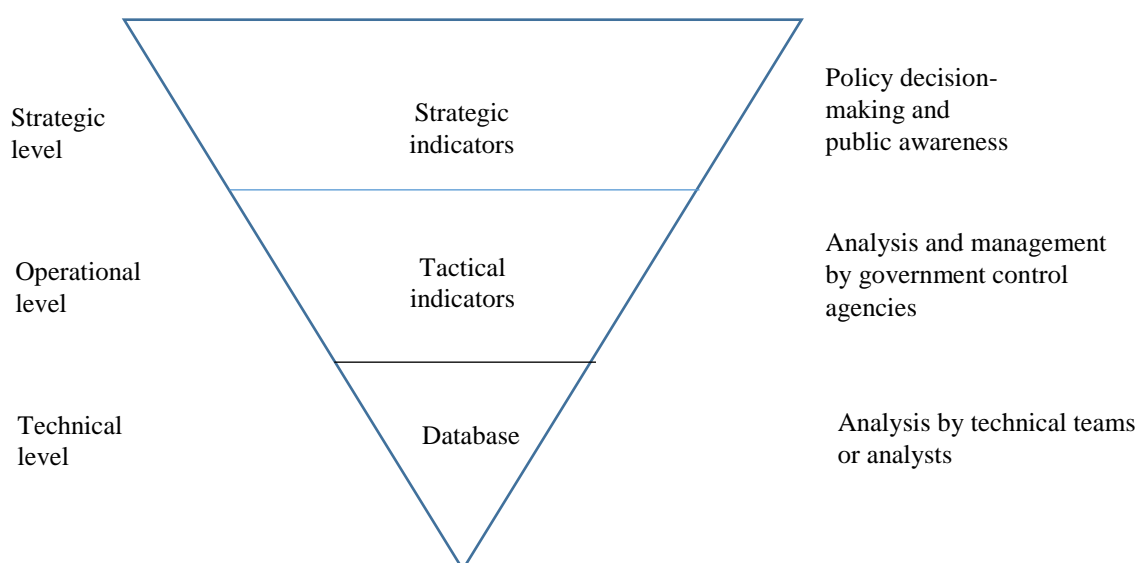 Strategic
level
Strategic
indicators
Policy decision-
making and
public awareness
Operational
level
Tactical
indicators
Analysis and management
by government control
agencies
Technical
level
Database
Analysis by technical teams
or analysts